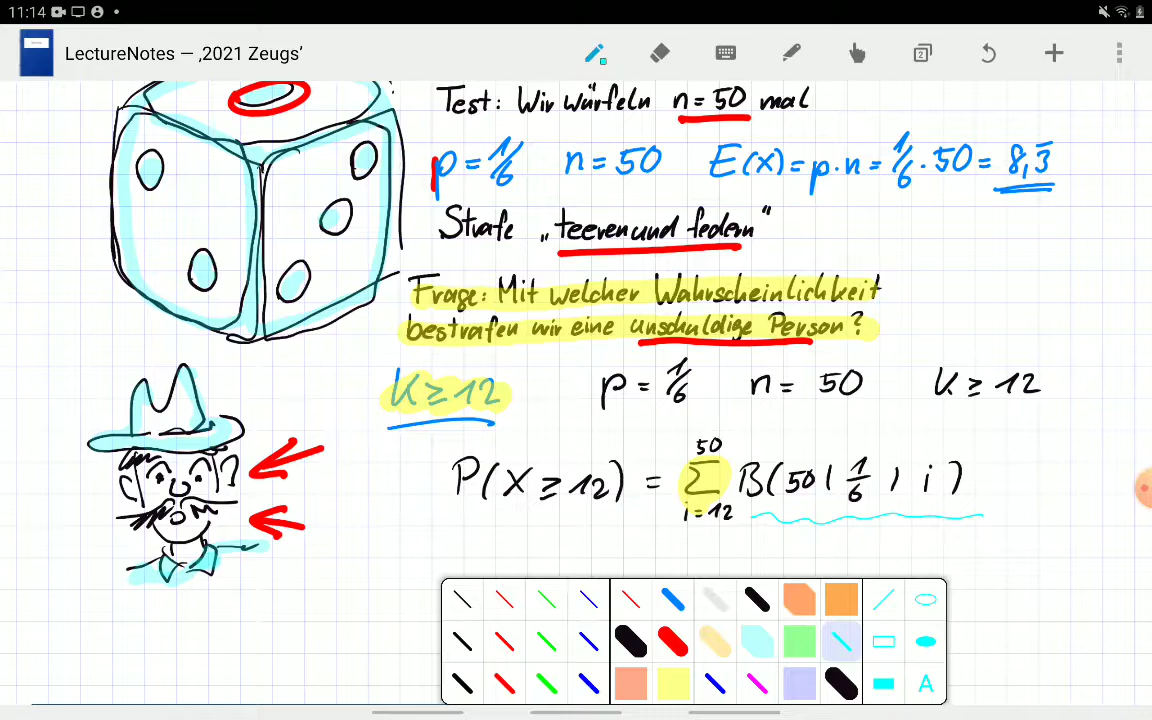 11:14
LectureNotes — ‚2021 Zeugs’
Test: Wir würfeln n = 50 mal
p = 1/6 n = 50 E(x) = p·n = 1/6 · 50 = 8,3̅
Strafe „teeren und federn“
Frage: Mit welcher Wahrscheinlichkeit
bestrafen wir eine unschuldige Person?
K ≥ 12 p = 1/6 n = 50 K ≥ 12
50
P(X ≥ 12) = Σ B(50 | 1/6 | i)
i = 12
2
A